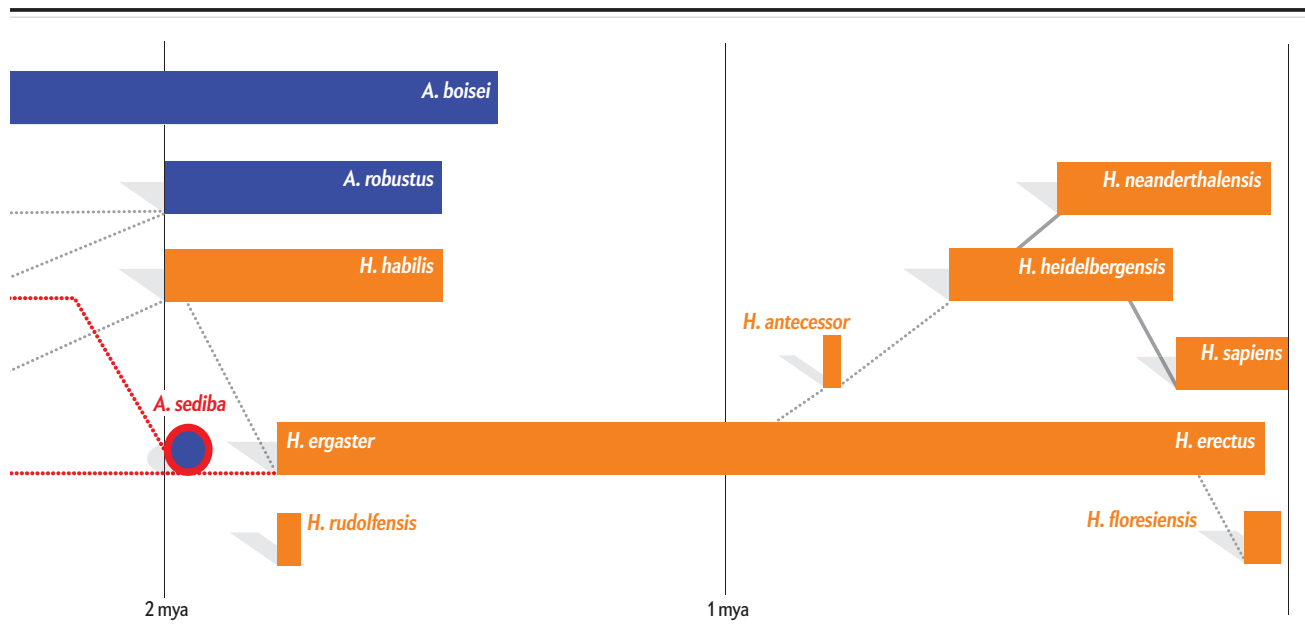 A. boisei
A. robustus
H. neanderthalensis
H. habilis
H. heidelbergensis
H. antecessor
H. sapiens
A. sediba
H. ergaster
H. erectus
H. rudolfensis
H. floresiensis
2 mya
1 mya